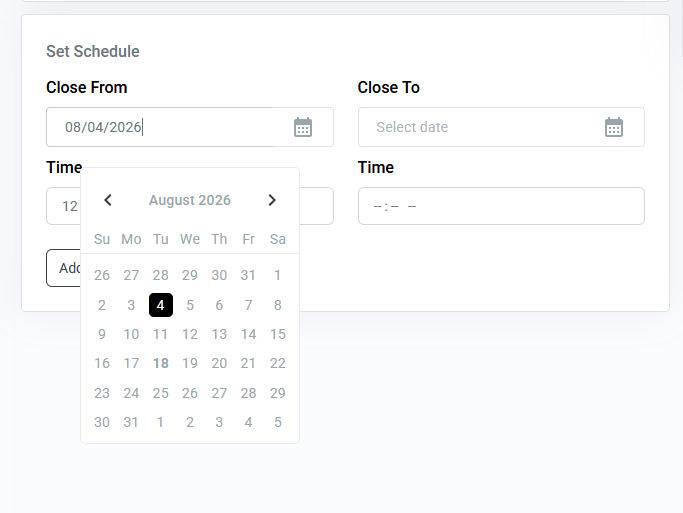 Set Schedule
Close From Close To
08/04/2026 Select date
Time Time
12 --:-- --
August 2026
Su Mo Tu We Th Fr Sa
Add
26 27 28 29 30 31 1
2 3 4 5 6 7 8
9 10 11 12 13 14 15
16 17 18 19 20 21 22
23 24 25 26 27 28 29
30 31 1 2 3 4 5